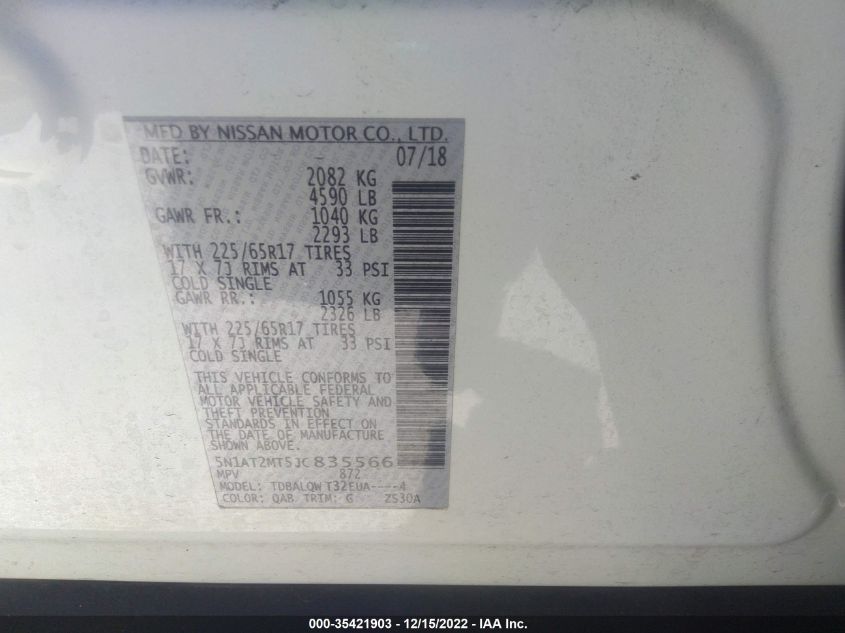 MFD BY NISSAN MOTOR CO., LTD.
DATE: 07/18
GVWR: 2082 KG
4590 LB
GAWR FR.: 1040 KG
2293 LB
WITH 225/65R17 TIRES
17 X 7J RIMS AT 33 PSI
COLD SINGLE
GAWR RR.: 1055 KG
2326 LB
WITH 225/65R17 TIRES
17 X 7J RIMS AT 33 PSI
COLD SINGLE
THIS VEHICLE CONFORMS TO
ALL APPLICABLE FEDERAL
MOTOR VEHICLE SAFETY AND
THEFT PREVENTION
STANDARDS IN EFFECT ON
THE DATE OF MANUFACTURE
SHOWN ABOVE.
5N1AT2MT5JC835566
MPV 872
MODEL: TDBALQW T32EUA----4
COLOR: QAB TRIM: G ZS30A
000-35421903 - 12/15/2022 - IAA Inc.